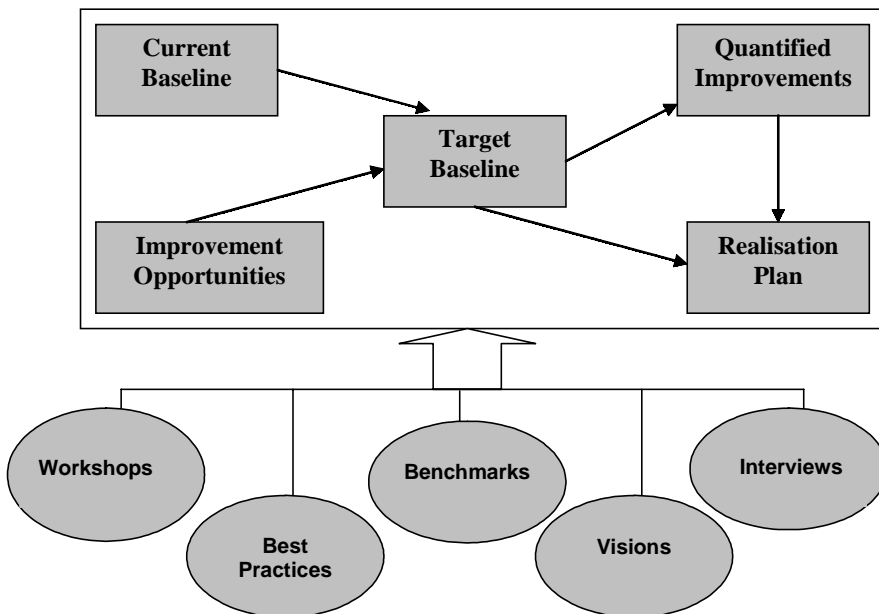 Current
Baseline
Quantified
Improvements
Target
Baseline
Improvement
Opportunities
Realisation
Plan
Workshops
Benchmarks
Interviews
Best
Practices
Visions